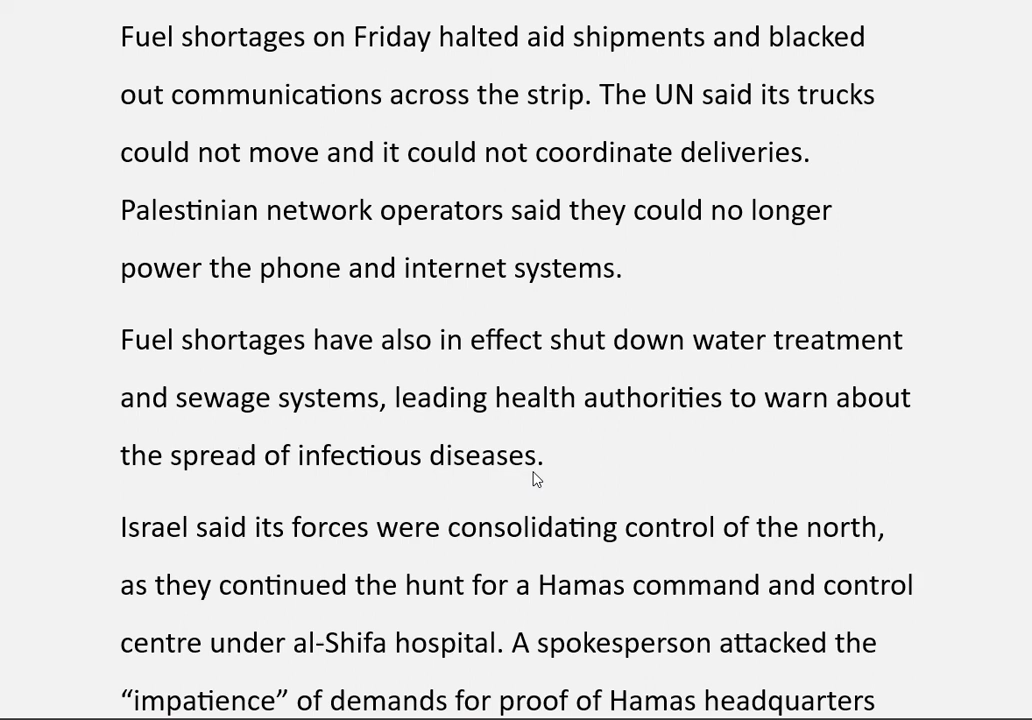 Fuel shortages on Friday halted aid shipments and blacked
out communications across the strip. The UN said its trucks
could not move and it could not coordinate deliveries.
Palestinian network operators said they could no longer
power the phone and internet systems.
Fuel shortages have also in effect shut down water treatment
and sewage systems, leading health authorities to warn about
the spread of infectious diseases.
Israel said its forces were consolidating control of the north,
as they continued the hunt for a Hamas command and control
centre under al-Shifa hospital. A spokesperson attacked the
“impatience” of demands for proof of Hamas headquarters